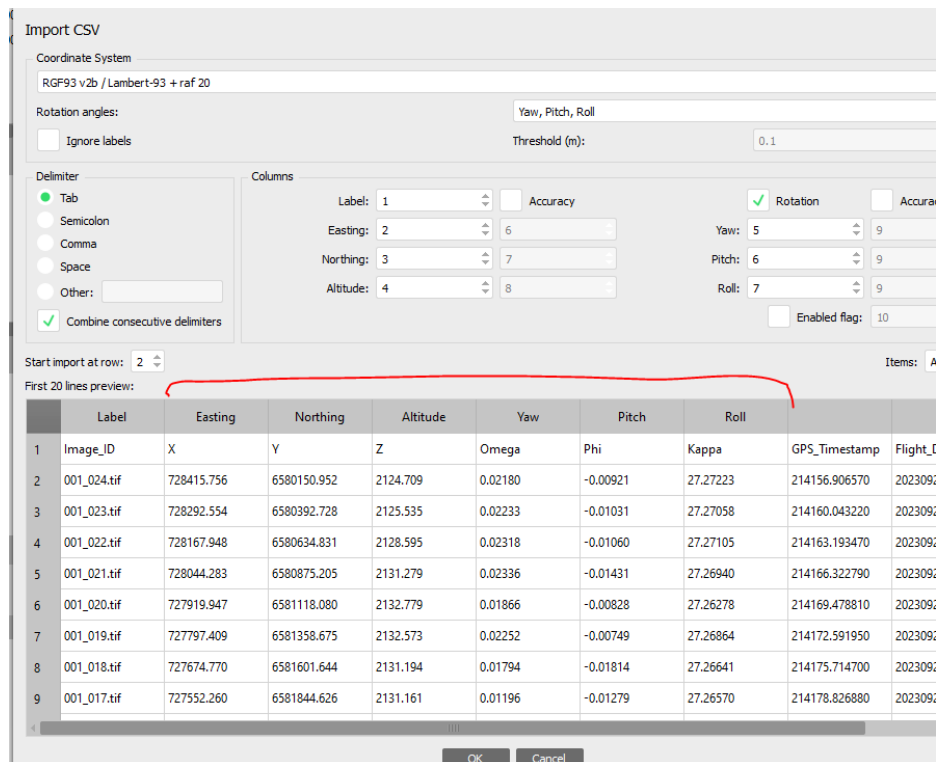 Import CSV
Coordinate System
RGF93 v2b / Lambert-93 + raf 20
Rotation angles: Yaw, Pitch, Roll
Ignore labels Threshold (m): 0.1
Delimiter Columns
Tab Label: 1 Accuracy Rotation Accurac
Semicolon
Easting: 2 6 Yaw: 5 9
Comma
Northing: 3 7 Pitch: 6 9
Space
Other: Altitude: 4 8 Roll: 7 9
Combine consecutive delimiters Enabled flag: 10
Start import at row: 2 Items: A
First 20 lines preview:
Label Easting Northing Altitude Yaw Pitch Roll
1 Image_ID X Y Z Omega Phi Kappa GPS_Timestamp Flight_D
2 001_024.tif 728415.756 6580150.952 2124.709 0.02180 -0.00921 27.27223 214156.906570 2023092
3 001_023.tif 728292.554 6580392.728 2125.535 0.02233 -0.01031 27.27058 214160.043220 2023092
4 001_022.tif 728167.948 6580634.831 2128.595 0.02318 -0.01060 27.27105 214163.193470 2023092
5 001_021.tif 728044.283 6580875.205 2131.279 0.02336 -0.01431 27.26940 214166.322790 2023092
6 001_020.tif 727919.947 6581118.080 2132.779 0.01866 -0.00828 27.26278 214169.478810 2023092
7 001_019.tif 727797.409 6581358.675 2132.573 0.02252 -0.00749 27.26864 214172.591950 2023092
8 001_018.tif 727674.770 6581601.644 2131.194 0.01794 -0.01814 27.26641 214175.714700 2023092
9 001_017.tif 727552.260 6581844.626 2131.161 0.01196 -0.01279 27.26570 214178.826880 2023092
OK Cancel